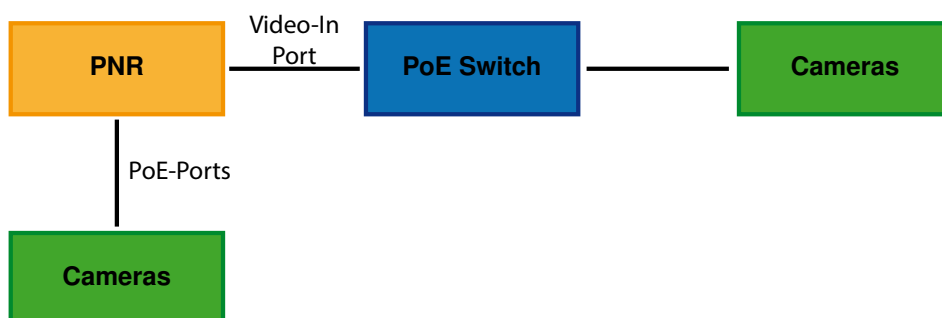 Video-In
Port
PNR
PoE Switch
Cameras
PoE-Ports
Cameras